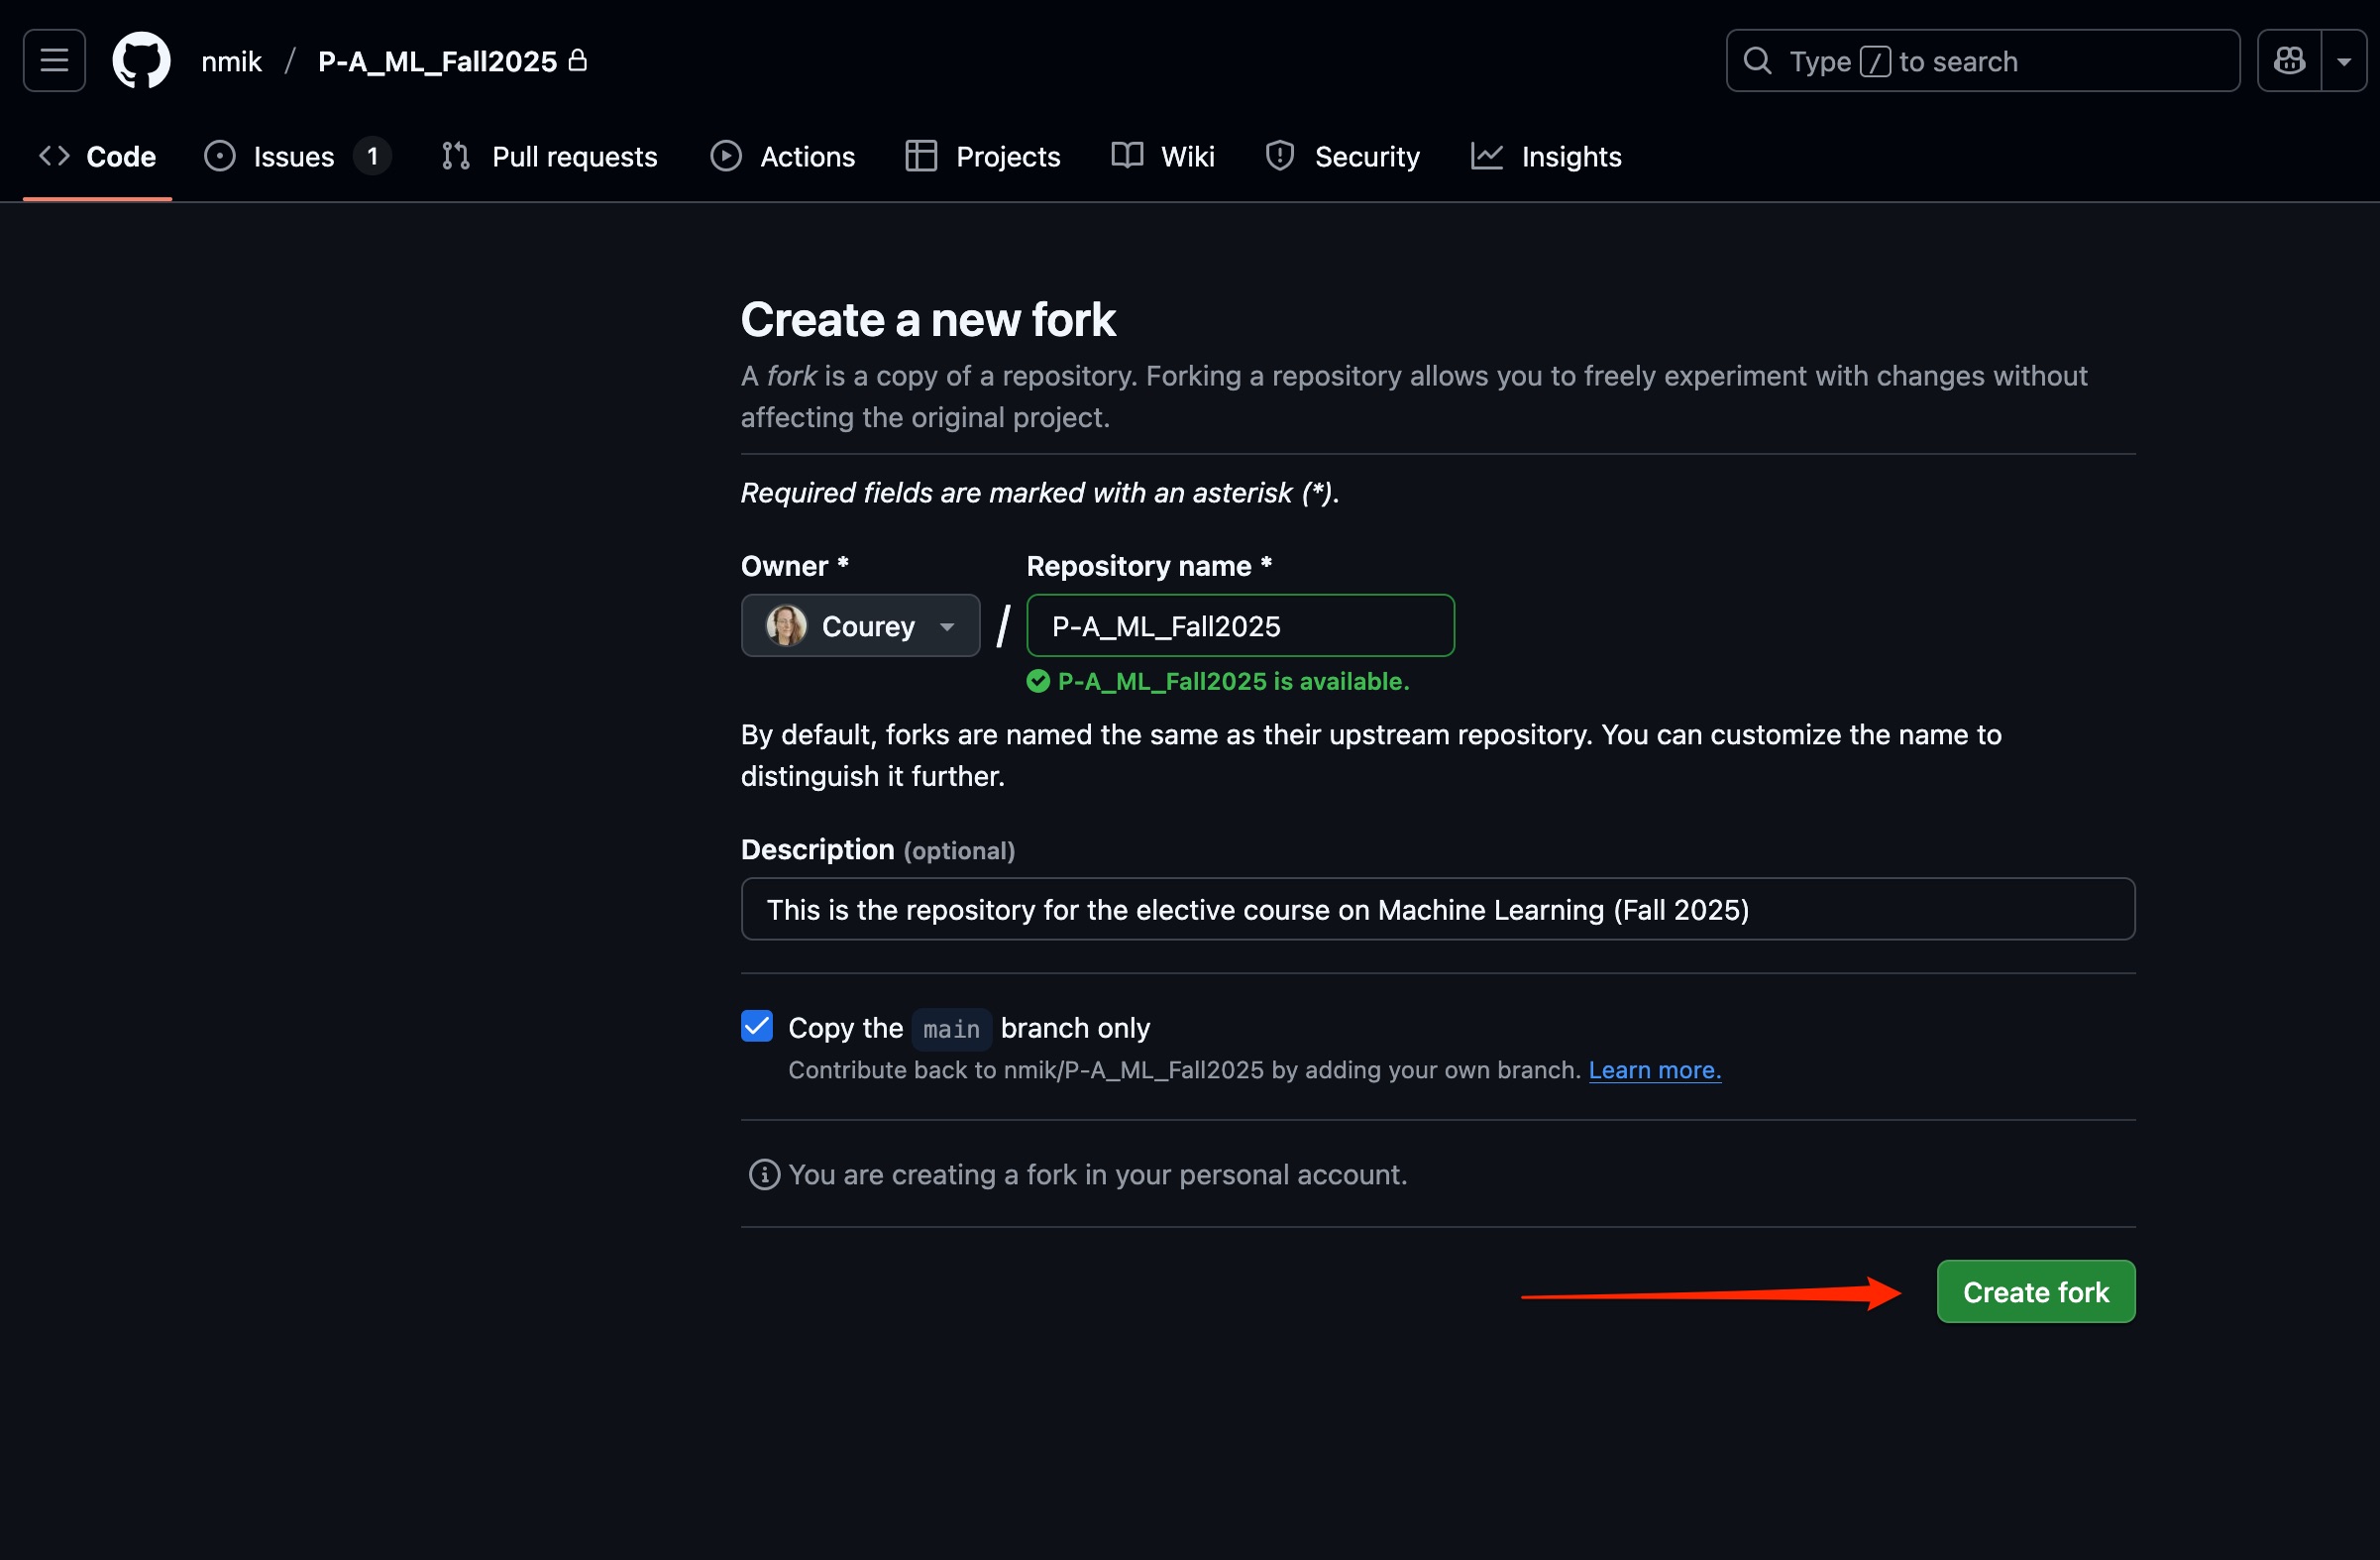 nmik / P-A_ML_Fall2025
Type / to search
Code
Issues 1
Pull requests
Actions
Projects
Wiki
Security
Insights
Create a new fork
A fork is a copy of a repository. Forking a repository allows you to freely experiment with changes without
affecting the original project.
Required fields are marked with an asterisk (*).
Owner *
Repository name *
Courey / P-A_ML_Fall2025
P-A_ML_Fall2025 is available.
By default, forks are named the same as their upstream repository. You can customize the name to
distinguish it further.
Description (optional)
This is the repository for the elective course on Machine Learning (Fall 2025)
Copy the main branch only
Contribute back to nmik/P-A_ML_Fall2025 by adding your own branch. Learn more.
You are creating a fork in your personal account.
Create fork